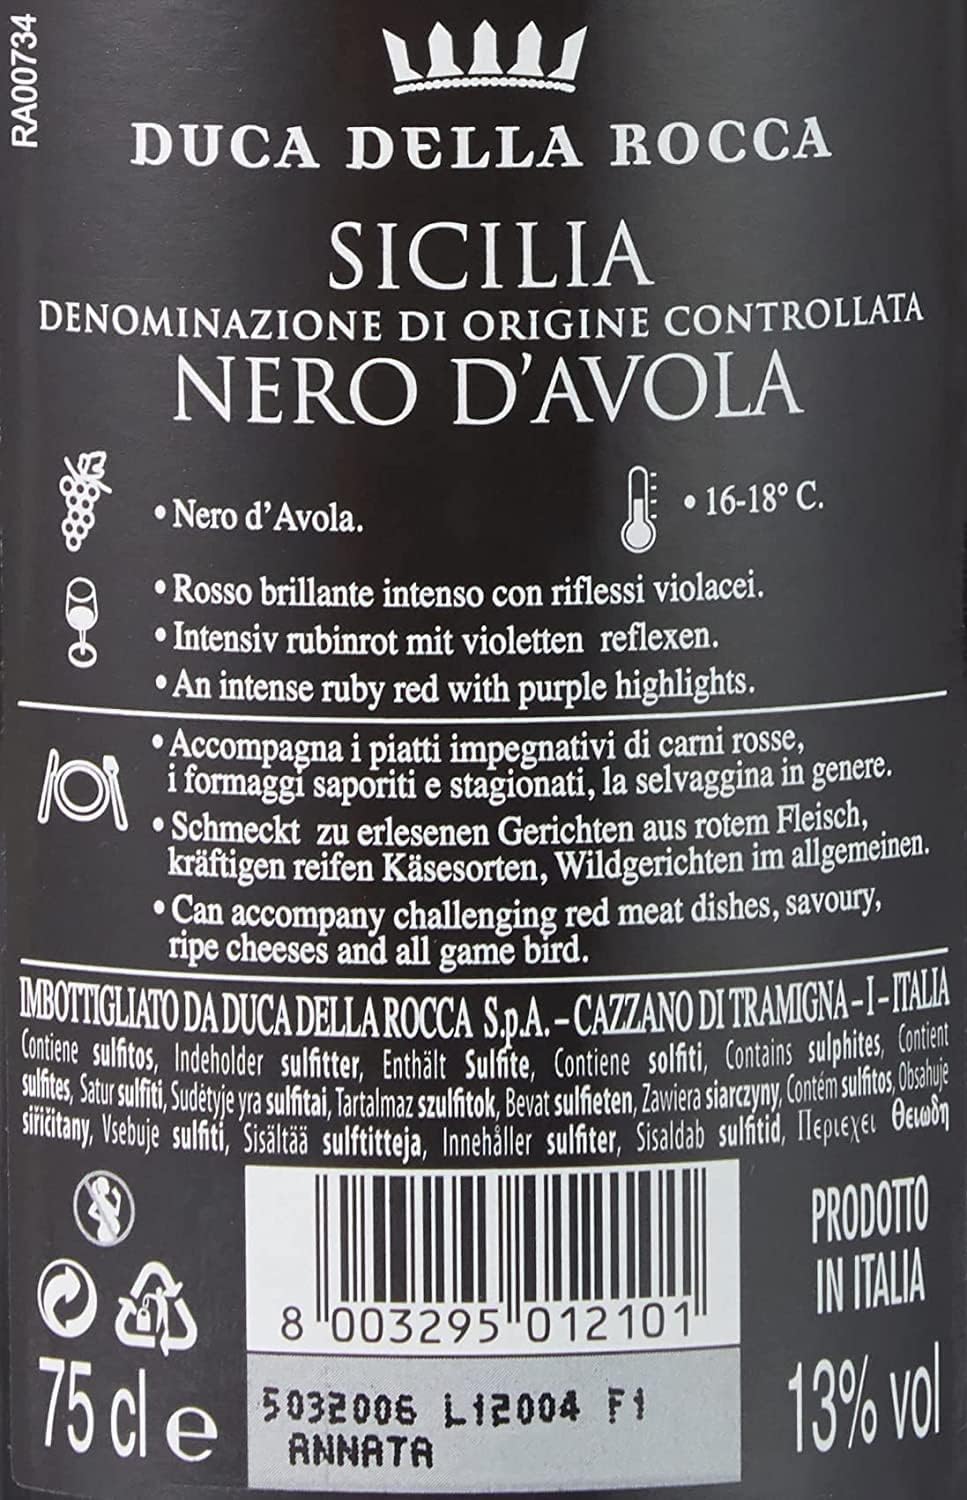 RA00734
DUCA DELLA ROCCA
SICILIA
DENOMINAZIONE DI ORIGINE CONTROLLATA
NERO D'AVOLA
• Nero d'Avola.
• 16-18° C.
• Rosso brillante intenso con riflessi violacei.
• Intensiv rubinrot mit violetten reflexen.
• An intense ruby red with purple highlights.
• Accompagna i piatti impegnativi di carni rosse,
i formaggi saporiti e stagionati, la selvaggina in genere.
• Schmeckt zu erlesenen Gerichten aus rotem Fleisch,
kräftigen reifen Käsesorten, Wildgerichten im allgemeinen.
• Can accompany challenging red meat dishes, savoury,
ripe cheeses and all game bird.
IMBOTTIGLIATO DA DUCA DELLA ROCCA S.p.A. - CAZZANO DI TRAMIGNA - I - ITALIA
Contiene sulfitos, Indeholder sulfitter, Enthält Sulfite, Contiene solfiti, Contains sulphites, Contient
sulfites, Satur sulfiti, Sudėtyje yra sulfitai, Tartalmaz szulfitok, Bevat sulfieten, Zawiera siarczyny, Contém sulfitos, Obsahuje
siřičitany, Vsebuje sulfiti, Sisältää sulftitteja, Innehåller sulfiter, Sisaldab sulfitid, Περιεχει Θειωδη
PRODOTTO
IN ITALIA
8 003295 012101
75 cl e
5032006 L12004 F1
ANNATA
13% vol